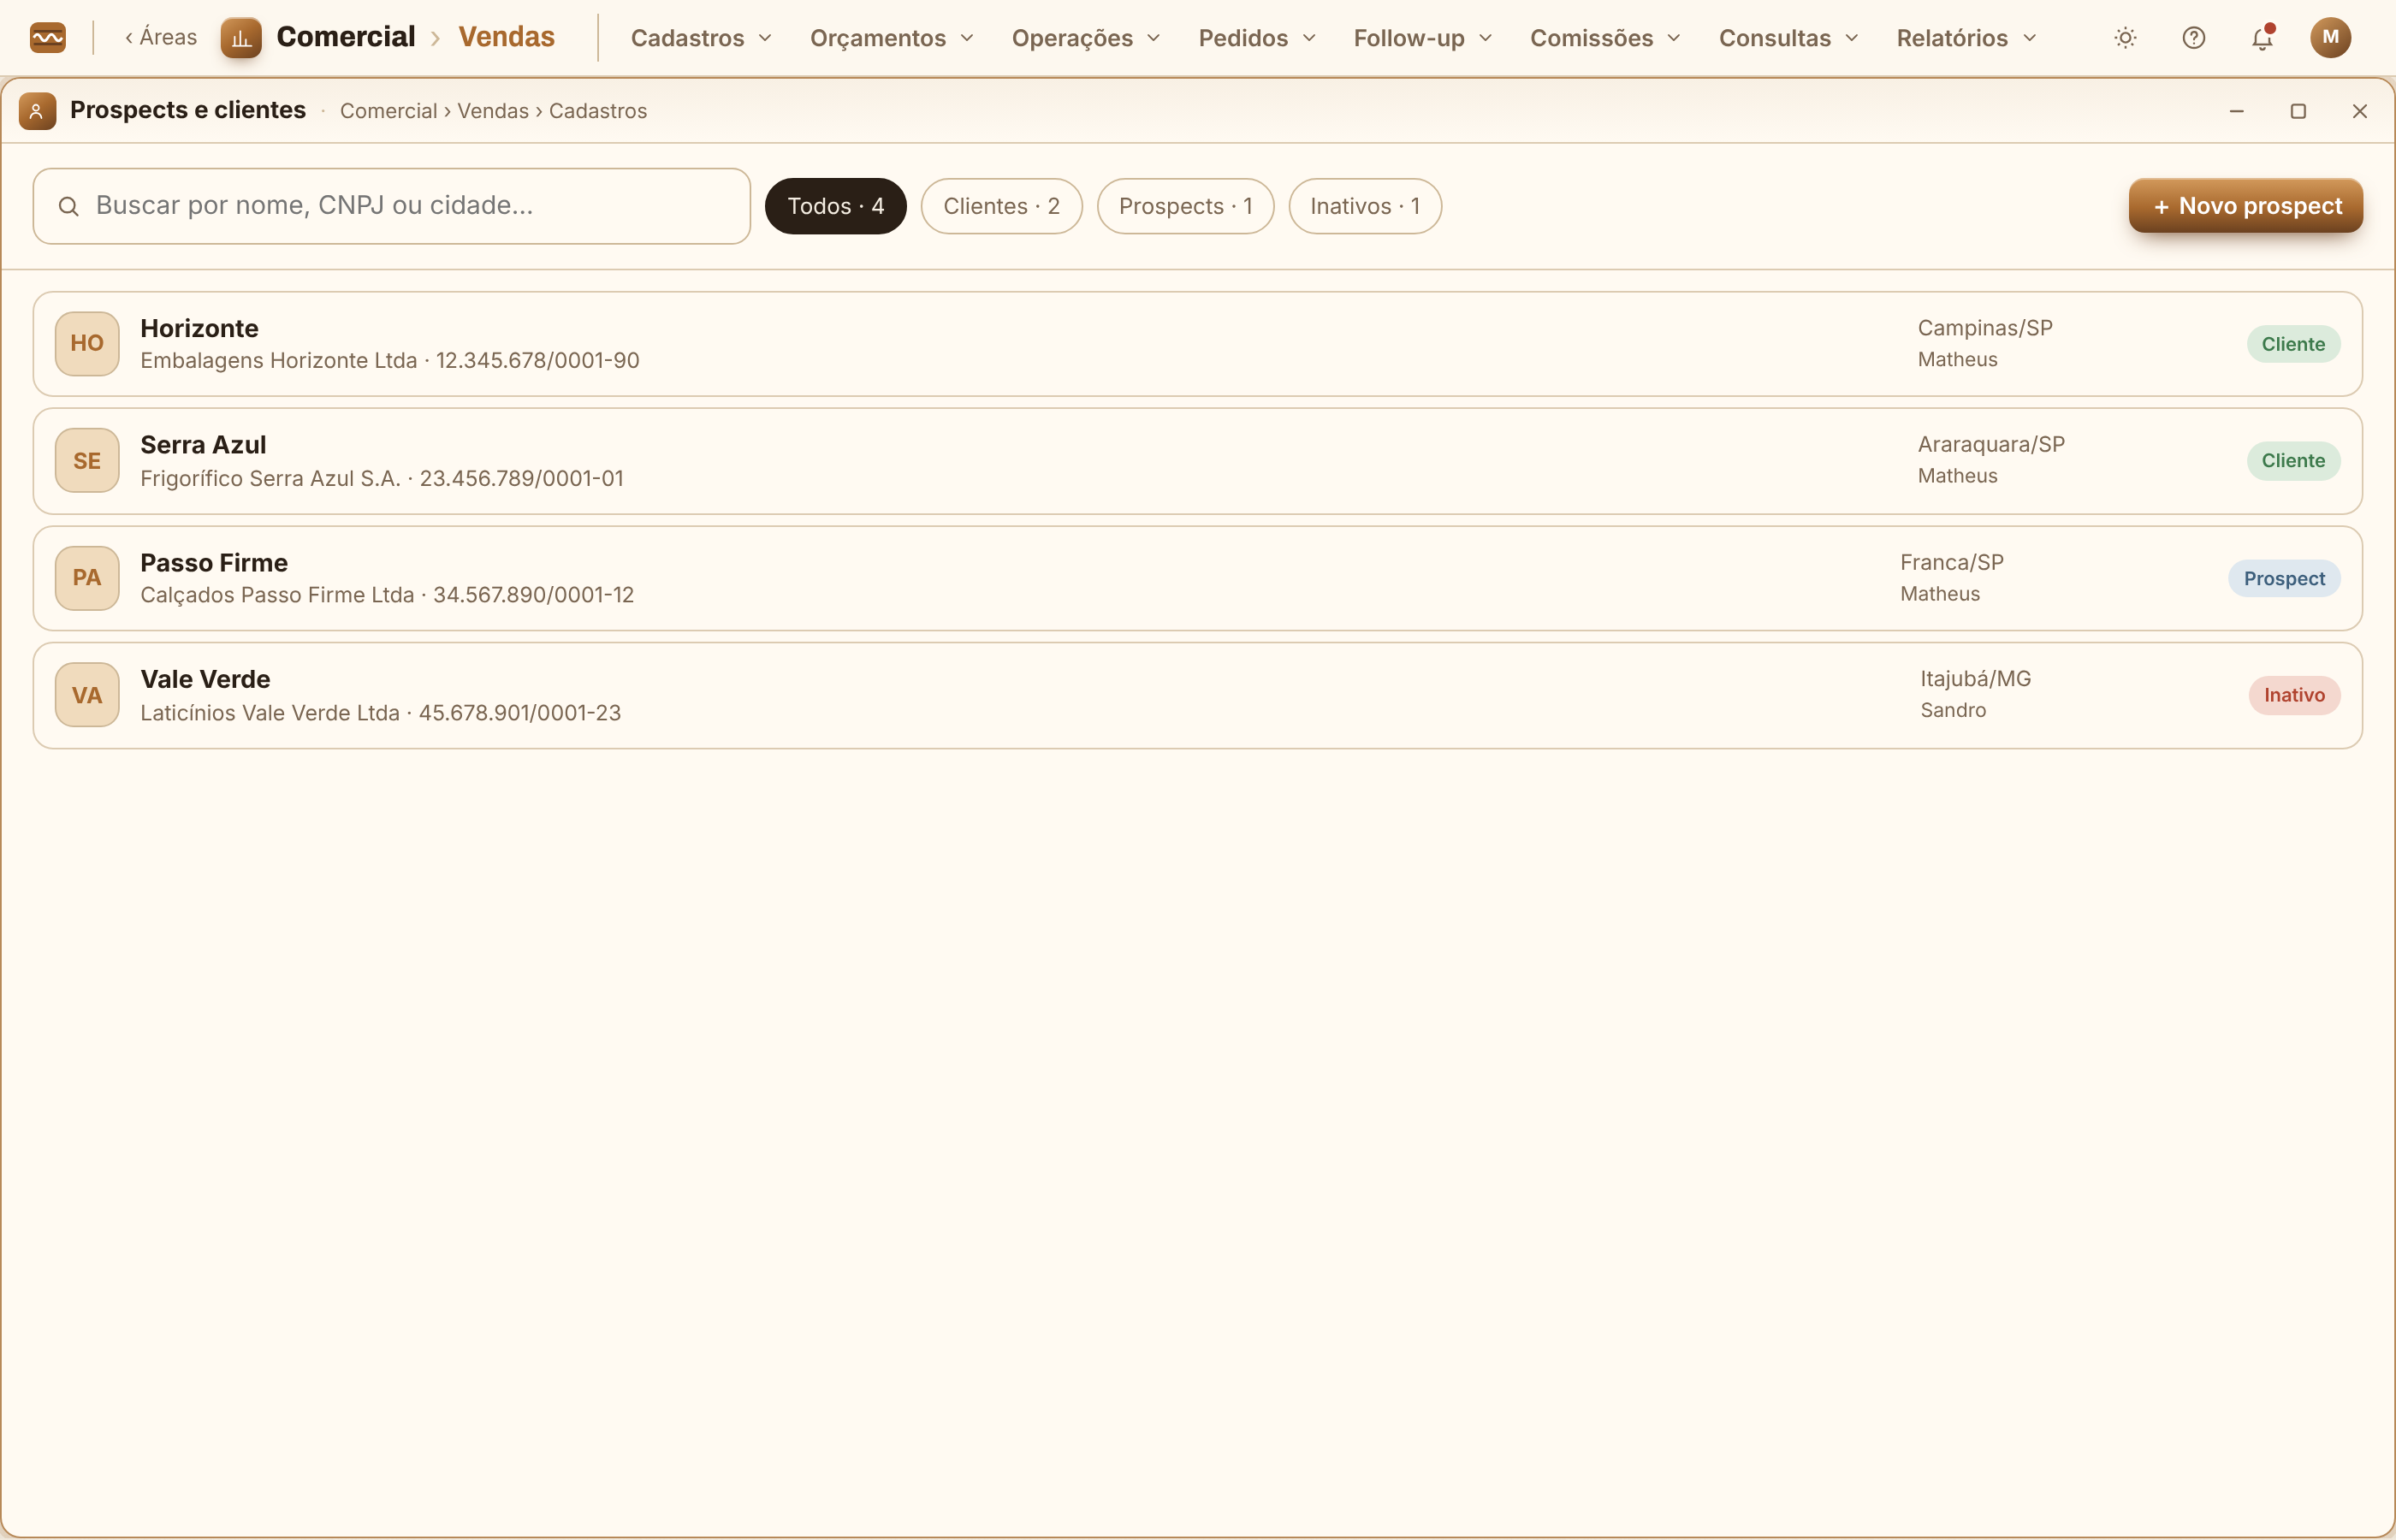 ‹ Áreas Comercial › Vendas Cadastros Orçamentos Operações Pedidos Follow-up Comissões Consultas Relatórios M
Prospects e clientes · Comercial › Vendas › Cadastros
Buscar por nome, CNPJ ou cidade... Todos · 4 Clientes · 2 Prospects · 1 Inativos · 1 + Novo prospect
HO Horizonte Campinas/SP Cliente
Embalagens Horizonte Ltda · 12.345.678/0001-90 Matheus
SE Serra Azul Araraquara/SP Cliente
Frigorífico Serra Azul S.A. · 23.456.789/0001-01 Matheus
PA Passo Firme Franca/SP Prospect
Calçados Passo Firme Ltda · 34.567.890/0001-12 Matheus
VA Vale Verde Itajubá/MG Inativo
Laticínios Vale Verde Ltda · 45.678.901/0001-23 Sandro